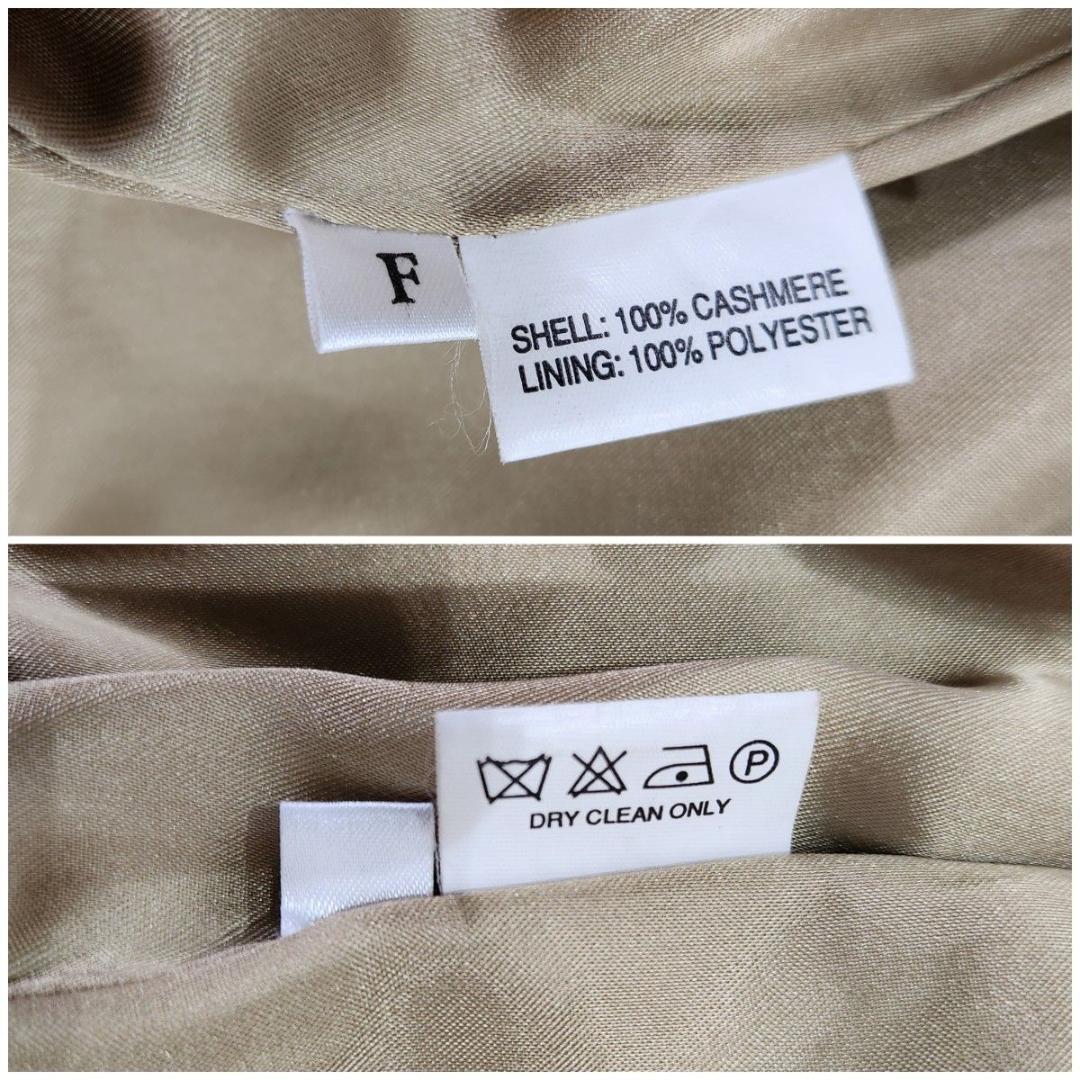 F
SHELL: 100% CASHMERE
LINING: 100% POLYESTER
P
DRY CLEAN ONLY